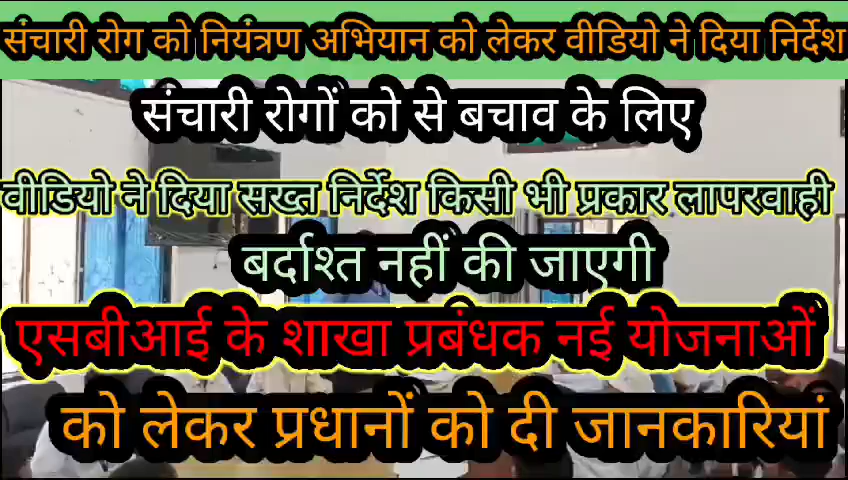 संचारी रोग को नियंत्रण अभियान को लेकर वीडियो ने दिया निर्देश
संचारी रोगों को से बचाव के लिए
वीडियो ने दिया सख्त निर्देश किसी भी प्रकार लापरवाही
बर्दाश्त नहीं की जाएगी
एसबीआई के शाखा प्रबंधक नई योजनाओं
को लेकर प्रधानों को दी जानकारियां